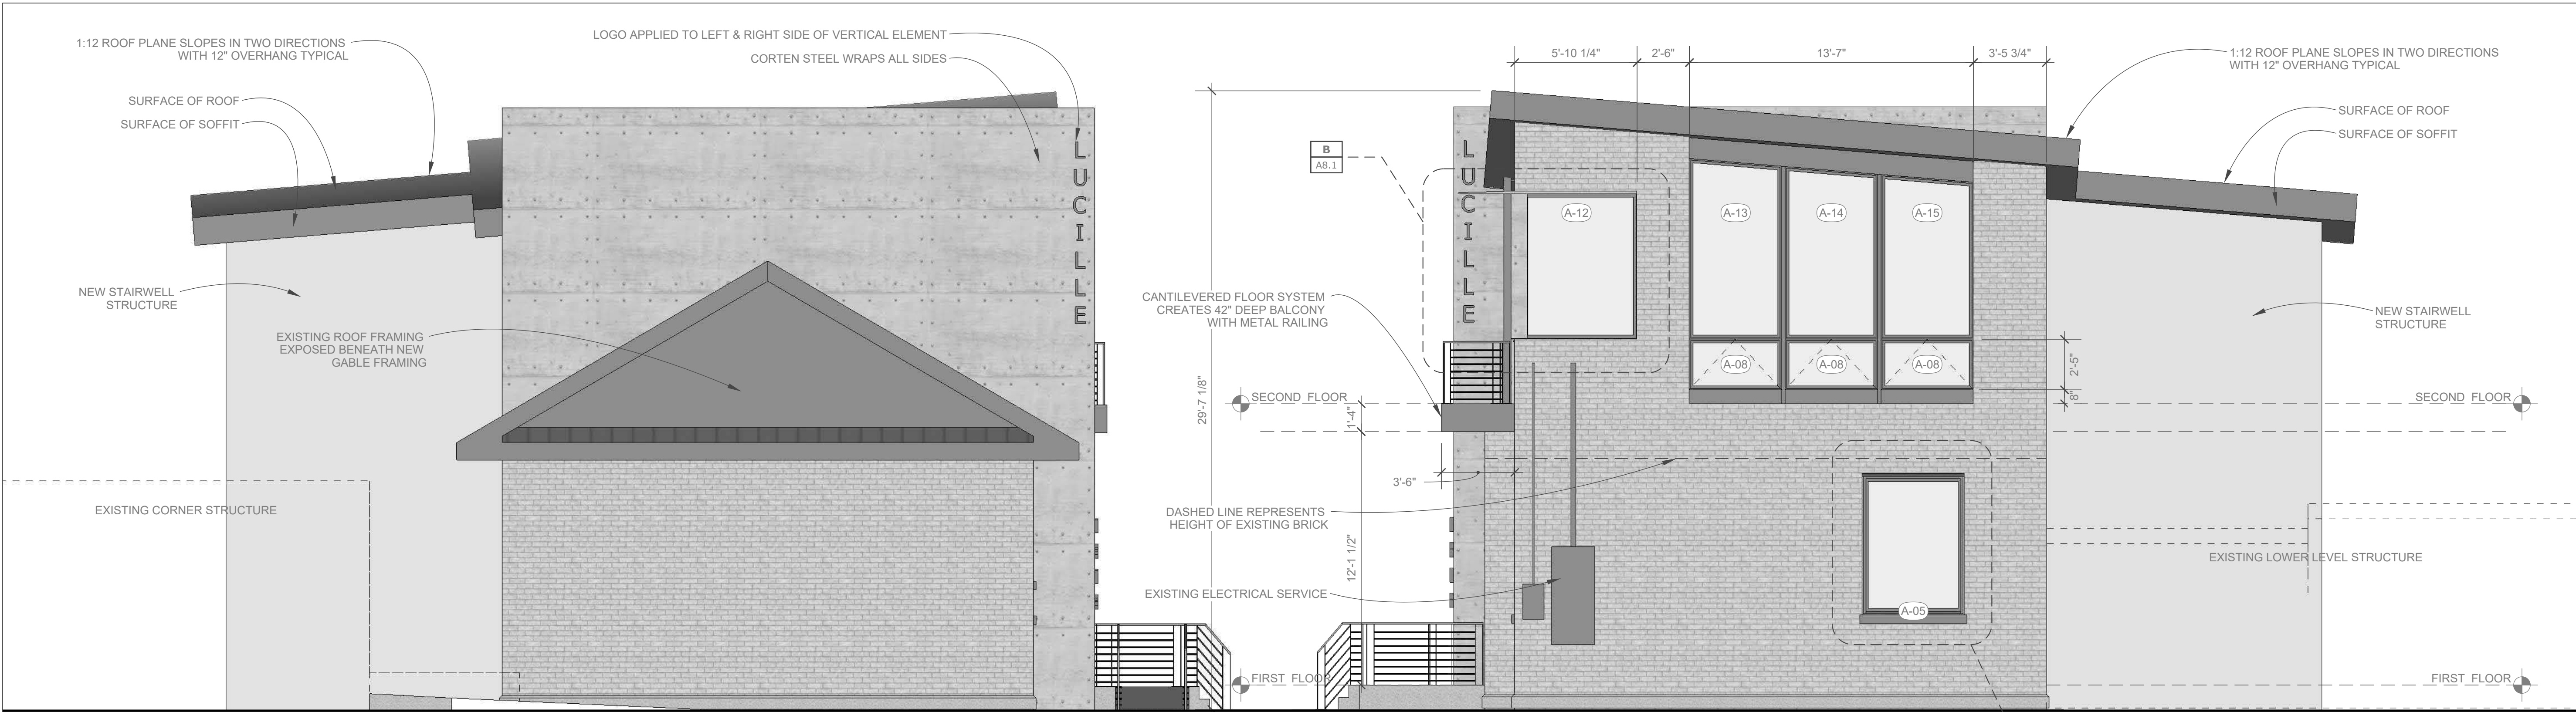 1:12 ROOF PLANE SLOPES IN TWO DIRECTIONS
WITH 12" OVERHANG TYPICAL
SURFACE OF ROOF
SURFACE OF SOFFIT
NEW STAIRWELL
STRUCTURE
EXISTING ROOF FRAMING
EXPOSED BENEATH NEW
GABLE FRAMING
EXISTING CORNER STRUCTURE
LOGO APPLIED TO LEFT & RIGHT SIDE OF VERTICAL ELEMENT
CORTEN STEEL WRAPS ALL SIDES
LUCILLE
29'-7 1/8"
B
A8.1
CANTILEVERED FLOOR SYSTEM
CREATES 42" DEEP BALCONY
WITH METAL RAILING
SECOND FLOOR
1'-4"
3'-6"
DASHED LINE REPRESENTS
HEIGHT OF EXISTING BRICK
12'-1 1/2"
EXISTING ELECTRICAL SERVICE
FIRST FLOOR
LUCILLE
5'-10 1/4"
2'-6"
13'-7"
3'-5 3/4"
A-12
A-13
A-14
A-15
A-08
A-08
A-08
A-05
1:12 ROOF PLANE SLOPES IN TWO DIRECTIONS
WITH 12" OVERHANG TYPICAL
SURFACE OF ROOF
SURFACE OF SOFFIT
NEW STAIRWELL
STRUCTURE
2'-5"
8"
SECOND FLOOR
EXISTING LOWER LEVEL STRUCTURE
FIRST FLOOR